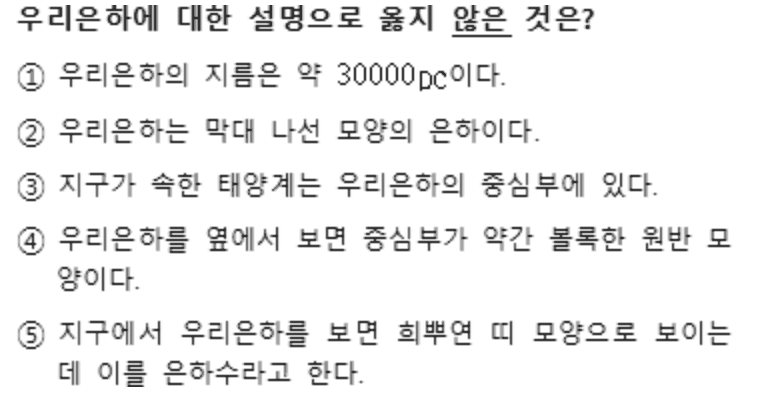 우리은하에 대한 설명으로 옳지 않은 것은?
① 우리은하의 지름은 약 30000pc이다.
② 우리은하는 막대 나선 모양의 은하이다.
③ 지구가 속한 태양계는 우리은하의 중심부에 있다.
④ 우리은하를 옆에서 보면 중심부가 약간 볼록한 원반 모
양이다.
⑤ 지구에서 우리은하를 보면 희뿌연 띠 모양으로 보이는
데 이를 은하수라고 한다.